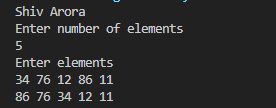 Shiv Arora
Enter number of elements
5
Enter elements
34 76 12 86 11
86 76 34 12 11